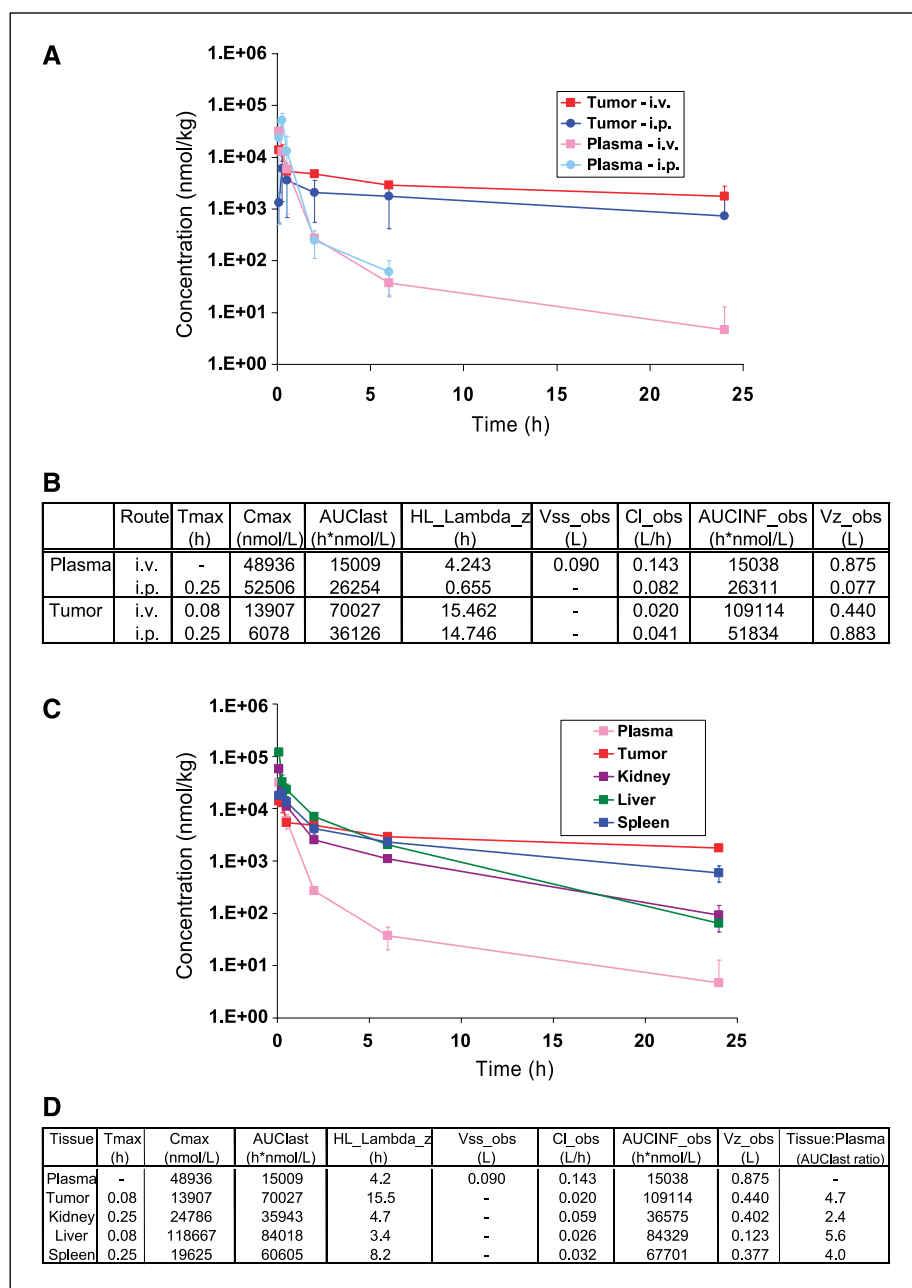 A
1.E+06
1.E+05
1.E+04
1.E+03
1.E+02
1.E+01
1.E+00
Concentration (nmol/kg)
Tumor - i.v.
Tumor - i.p.
Plasma - i.v.
Plasma - i.p.
0 5 10 15 20 25
Time (h)
B
Route Tmax Cmax AUClast HL_Lambda_z Vss_obs Cl_obs AUCINF_obs Vz_obs
(h) (nmol/L) (h*nmol/L) (h) (L) (L/h) (h*nmol/L) (L)
Plasma i.v. - 48936 15009 4.243 0.090 0.143 15038 0.875
i.p. 0.25 52506 26254 0.655 - 0.082 26311 0.077
Tumor i.v. 0.08 13907 70027 15.462 - 0.020 109114 0.440
i.p. 0.25 6078 36126 14.746 - 0.041 51834 0.883
C
1.E+06
1.E+05
1.E+04
1.E+03
1.E+02
1.E+01
1.E+00
Concentration (nmol/kg)
Plasma
Tumor
Kidney
Liver
Spleen
0 5 10 15 20 25
Time (h)
D
Tissue Tmax Cmax AUClast HL_Lambda_z Vss_obs Cl_obs AUCINF_obs Vz_obs Tissue:Plasma
(h) (nmol/L) (h*nmol/L) (h) (L) (L/h) (h*nmol/L) (L) (AUClast ratio)
Plasma - 48936 15009 4.2 0.090 0.143 15038 0.875 -
Tumor 0.08 13907 70027 15.5 - 0.020 109114 0.440 4.7
Kidney 0.25 24786 35943 4.7 - 0.059 36575 0.402 2.4
Liver 0.08 118667 84018 3.4 - 0.026 84329 0.123 5.6
Spleen 0.25 19625 60605 8.2 - 0.032 67701 0.377 4.0